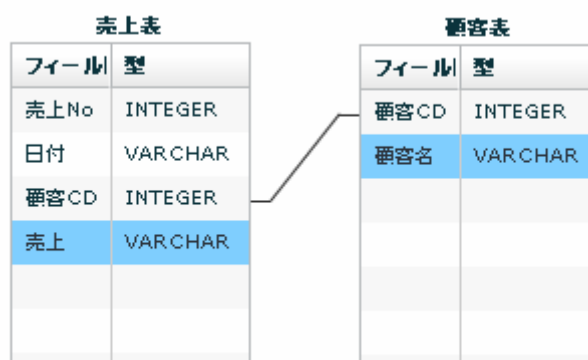 売上表
フィールド 型
売上No INTEGER
日付 VARCHAR
顧客CD INTEGER
売上 VARCHAR
顧客表
フィールド 型
顧客CD INTEGER
顧客名 VARCHAR